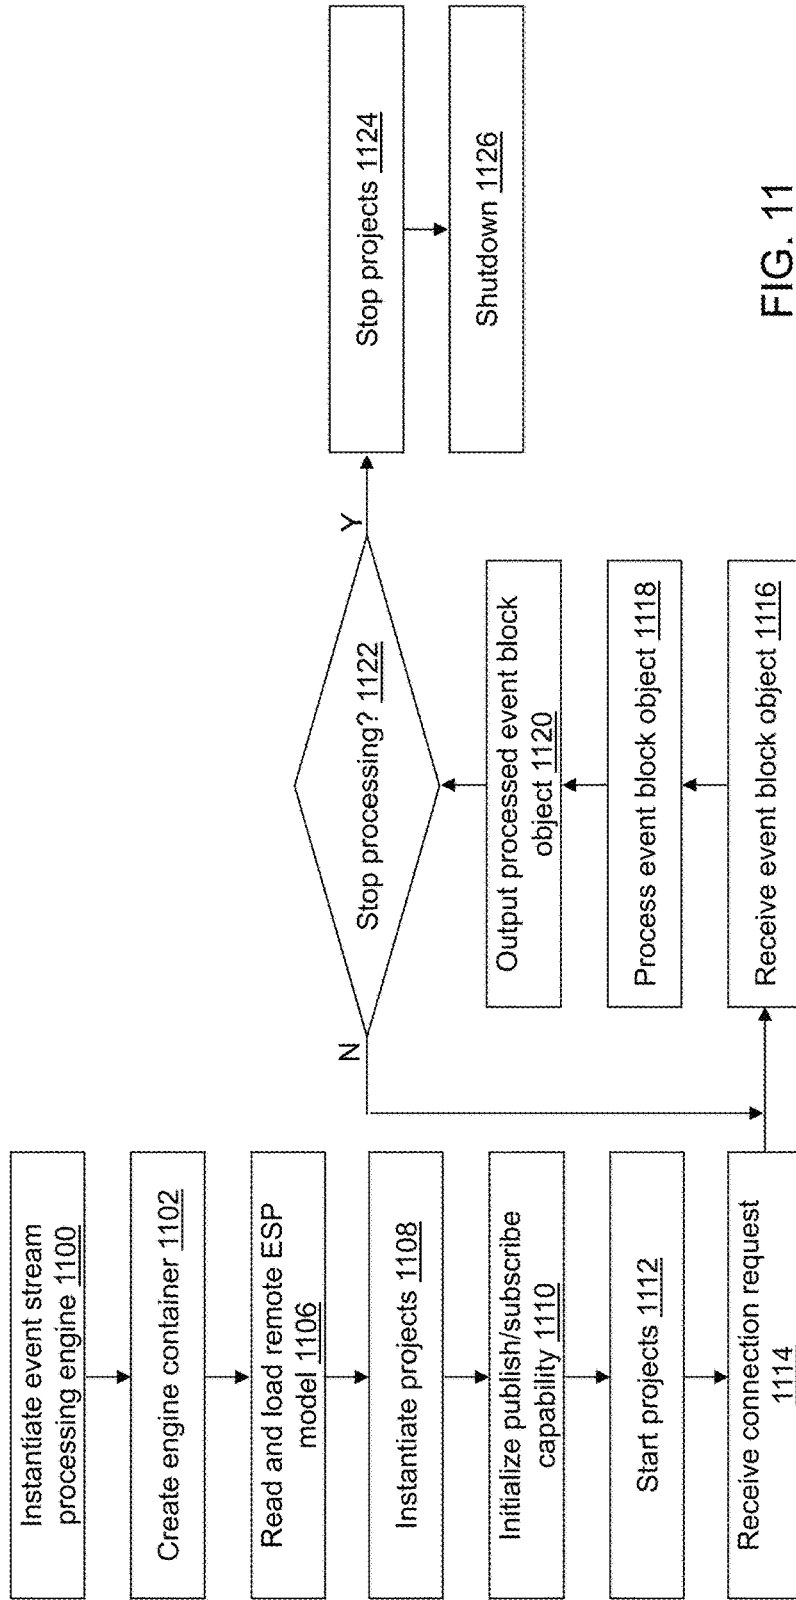 Instantiate event stream
processing engine 1100
Create engine container 1102
Read and load remote ESP
model 1106
Instantiate projects 1108
Initialize publish/subscribe
capability 1110
Start projects 1112
Receive connection request
1114
Receive event block object 1116
Process event block object 1118
Output processed event block
object 1120
Stop processing? 1122
N
Y
Stop projects 1124
Shutdown 1126
FIG. 11